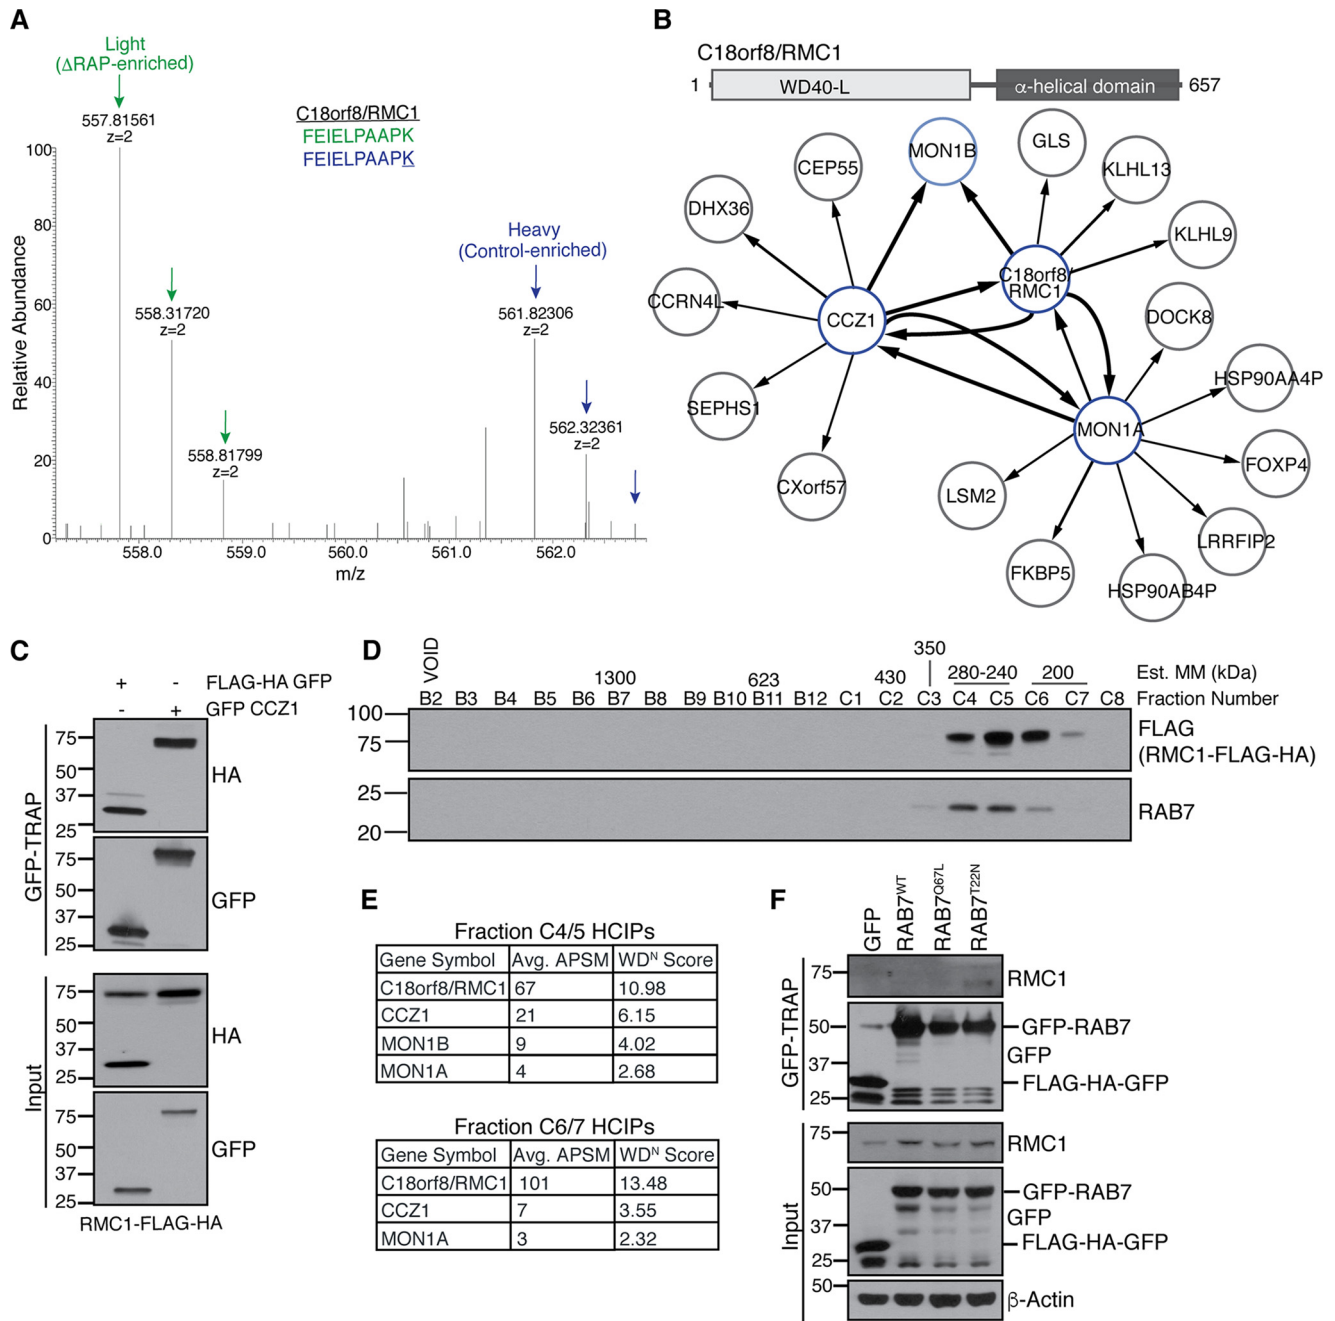 A
Light
(ΔRAP-enriched)
557.81561
z=2
C18orf8/RMC1
FEIELPAAPK
FEIELPAAPK
558.31720
z=2
558.81799
z=2
Heavy
(Control-enriched)
561.82306
z=2
562.32361
z=2
Relative Abundance
100
80
60
40
20
0
558.0
559.0
560.0
561.0
562.0
m/z
B
C18orf8/RMC1
1
WD40-L
α-helical domain
657
MON1B
GLS
CEP55
KLHL13
DHX36
KLHL9
C18orf8/
RMC1
CCRN4L
CCZ1
DOCK8
HSP90AA4P
SEPHS1
MON1A
FOXP4
CXorf57
LSM2
LRRFIP2
FKBP5
HSP90AB4P
C
+ - FLAG-HA GFP
- + GFP CCZ1
GFP-TRAP
75
50
37
25
HA
75
50
37
25
GFP
Input
75
50
37
25
HA
75
50
37
25
GFP
RMC1-FLAG-HA
D
VOID
1300
623
430
350
280-240
200
Est. MM (kDa)
B2 B3 B4 B5 B6 B7 B8 B9 B10 B11 B12 C1 C2 C3 C4 C5 C6 C7 C8 Fraction Number
100
75
FLAG
(RMC1-FLAG-HA)
25
20
RAB7
E
Fraction C4/5 HCIPs
Gene Symbol Avg. APSM WDᴺ Score
C18orf8/RMC1 67 10.98
CCZ1 21 6.15
MON1B 9 4.02
MON1A 4 2.68
Fraction C6/7 HCIPs
Gene Symbol Avg. APSM WDᴺ Score
C18orf8/RMC1 101 13.48
CCZ1 7 3.55
MON1A 3 2.32
F
GFP
RAB7WT
RAB7Q67L
RAB7T22N
GFP-TRAP
75
RMC1
50
37
25
GFP-RAB7
GFP
FLAG-HA-GFP
Input
75
RMC1
50
37
25
GFP-RAB7
GFP
FLAG-HA-GFP
50
β-Actin